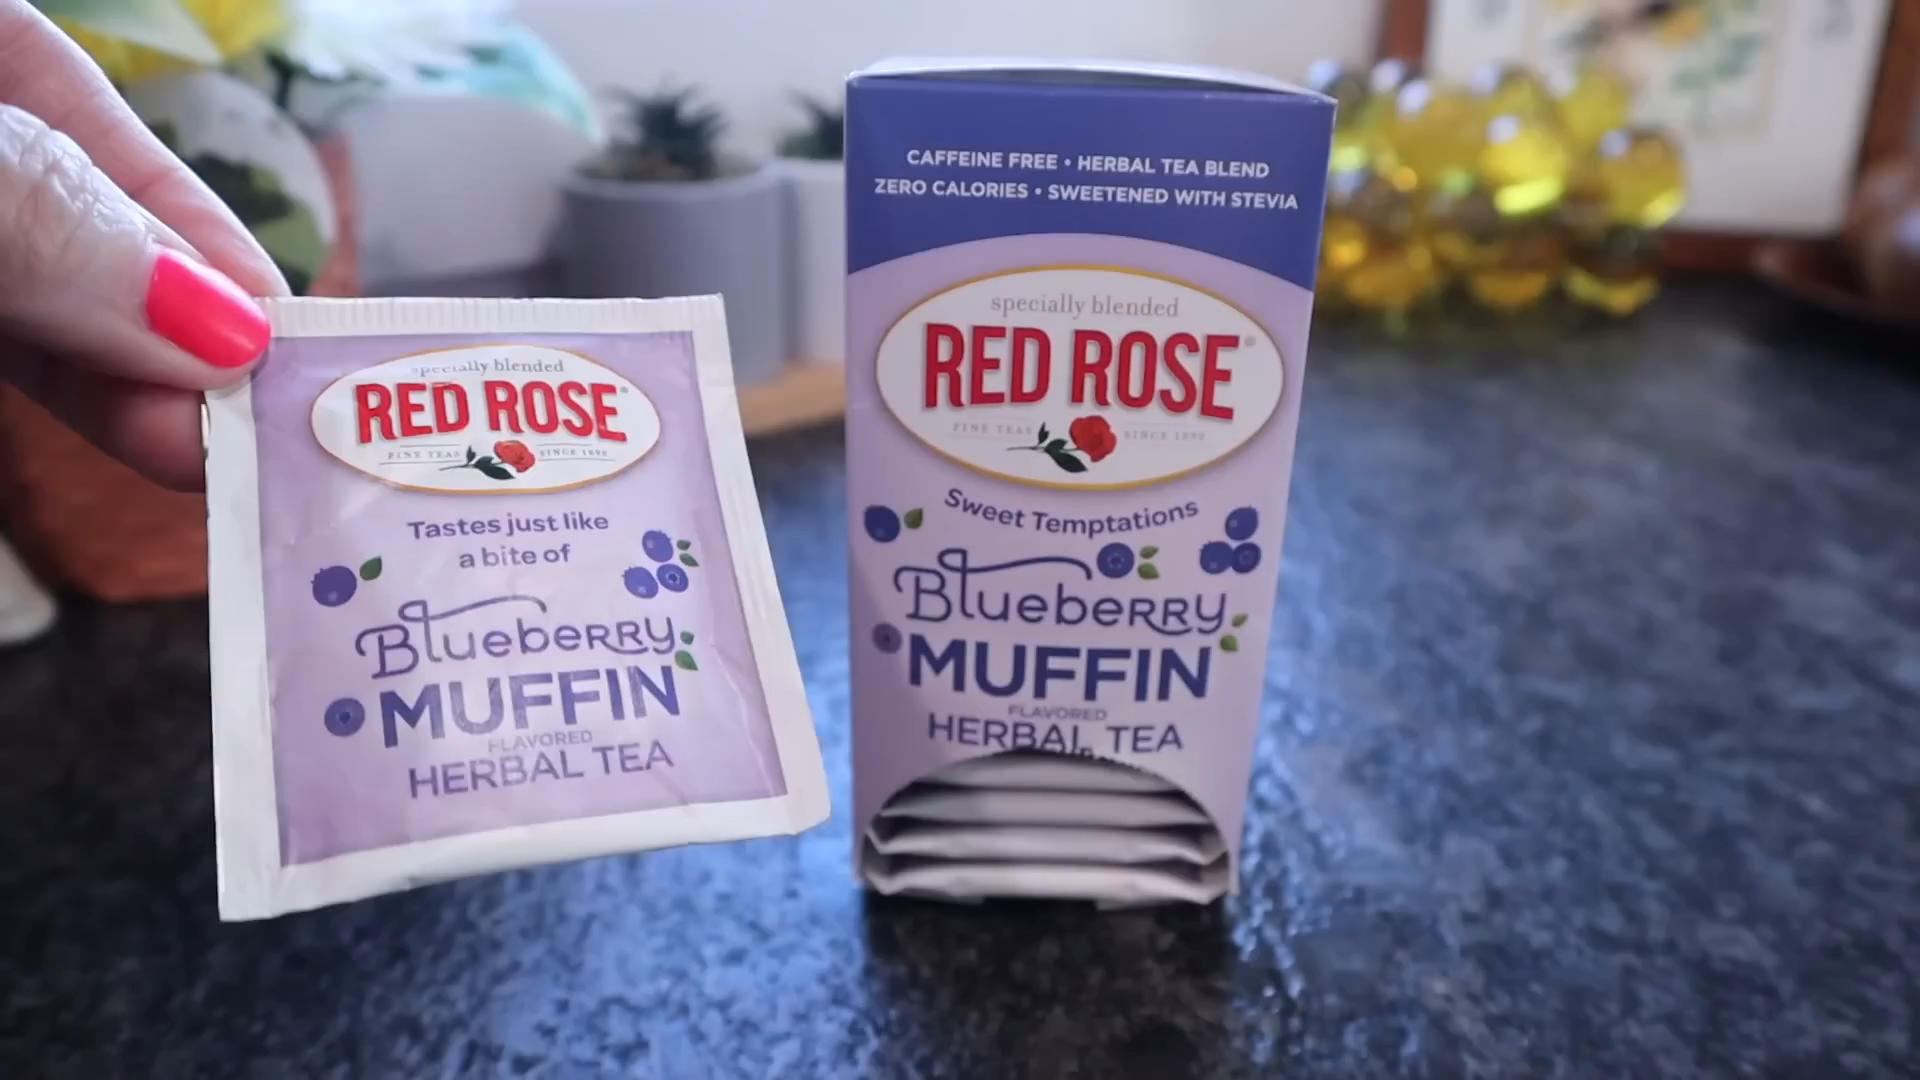 specially blended
RED ROSE®
FINE TEAS SINCE 1890
Tastes just like
a bite of
Blueberry
MUFFIN
FLAVORED
HERBAL TEA
CAFFEINE FREE • HERBAL TEA BLEND
ZERO CALORIES • SWEETENED WITH STEVIA
specially blended
RED ROSE®
FINE TEAS SINCE 1890
Sweet Temptations
Blueberry
MUFFIN
FLAVORED
HERBAL TEA